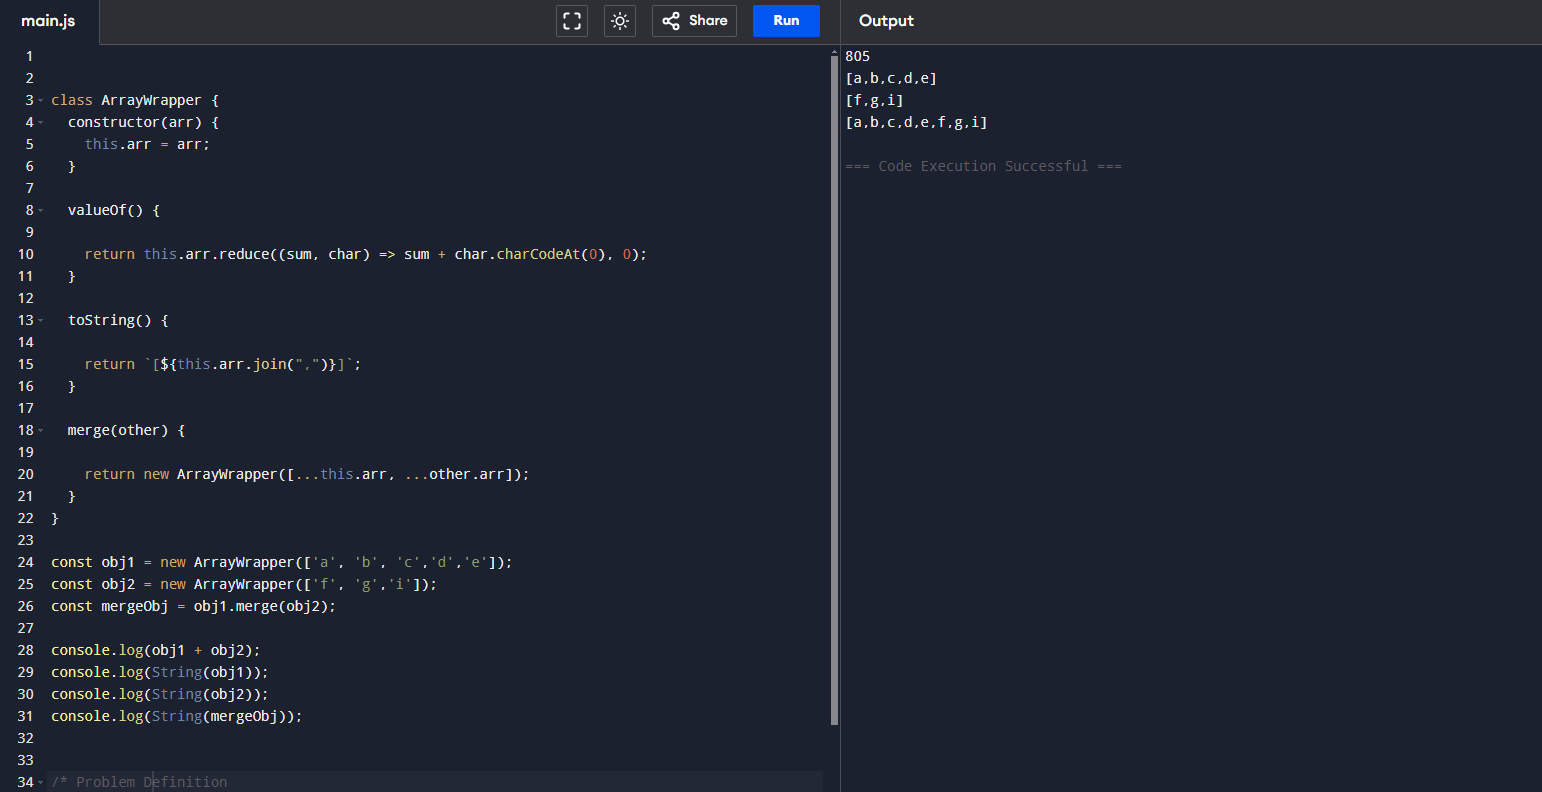 main.js
Share
Run
Output
1
2
3 class ArrayWrapper {
4   constructor(arr) {
5     this.arr = arr;
6   }
7
8   valueOf() {
9
10     return this.arr.reduce((sum, char) => sum + char.charCodeAt(0), 0);
11   }
12
13   toString() {
14
15     return `[${this.arr.join(",")}]`;
16   }
17
18   merge(other) {
19
20     return new ArrayWrapper([...this.arr, ...other.arr]);
21   }
22 }
23
24 const obj1 = new ArrayWrapper(['a', 'b', 'c','d','e']);
25 const obj2 = new ArrayWrapper(['f', 'g','i']);
26 const mergeObj = obj1.merge(obj2);
27
28 console.log(obj1 + obj2);
29 console.log(String(obj1));
30 console.log(String(obj2));
31 console.log(String(mergeObj));
32
33
34 /* Problem Definition
805
[a,b,c,d,e]
[f,g,i]
[a,b,c,d,e,f,g,i]
=== Code Execution Successful ===